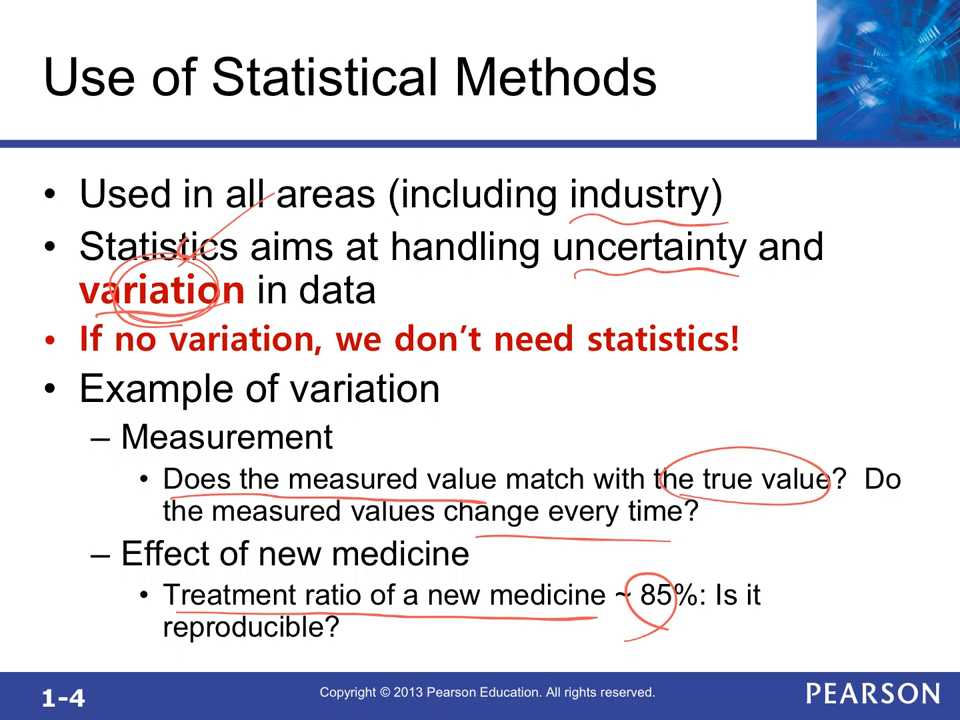 Use of Statistical Methods
• Used in all areas (including industry)
• Statistics aims at handling uncertainty and
variation in data
• If no variation, we don't need statistics!
• Example of variation
– Measurement
• Does the measured value match with the true value? Do
the measured values change every time?
– Effect of new medicine
• Treatment ratio of a new medicine ~ 85%: Is it
reproducible?
1-4
Copyright © 2013 Pearson Education. All rights reserved.
PEARSON